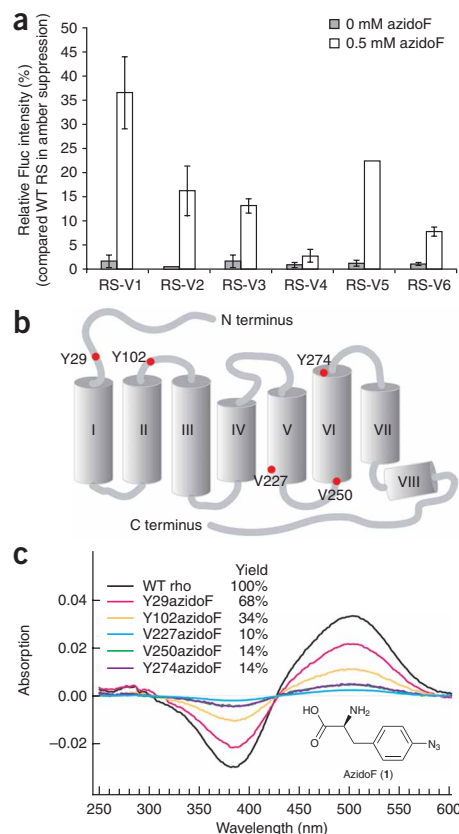 a
0 mM azidoF
0.5 mM azidoF
Relative Fluc intensity (%)
(compared WT RS in amber suppression)
50
45
40
35
30
25
20
15
10
5
0
RS-V1 RS-V2 RS-V3 RS-V4 RS-V5 RS-V6
b
N terminus
Y29
Y102
Y274
I II III IV V VI VII
VIII
V227
V250
C terminus
c
Yield
WT rho 100%
Y29azidoF 68%
Y102azidoF 34%
V227azidoF 10%
V250azidoF 14%
Y274azidoF 14%
Absorption
0.04
0.02
0.00
–0.02
HO
O
NH2
N3
AzidoF (1)
250 300 350 400 450 500 550 600
Wavelength (nm)